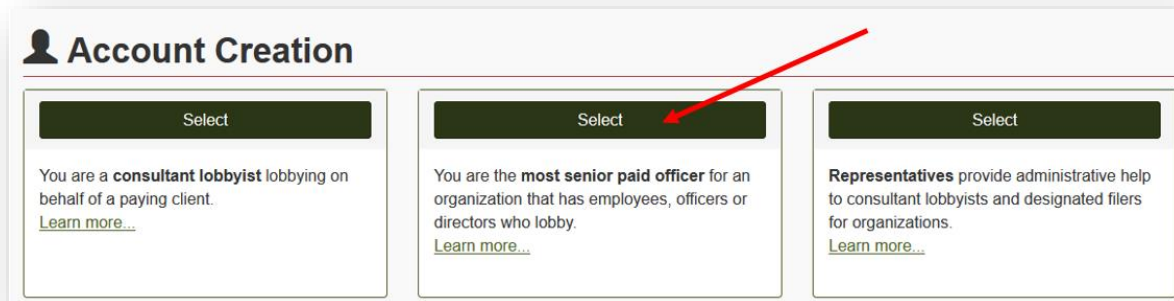 Account Creation
Select
You are a consultant lobbyist lobbying on
behalf of a paying client.
Learn more...
Select
You are the most senior paid officer for an
organization that has employees, officers or
directors who lobby.
Learn more...
Select
Representatives provide administrative help
to consultant lobbyists and designated filers
for organizations.
Learn more...